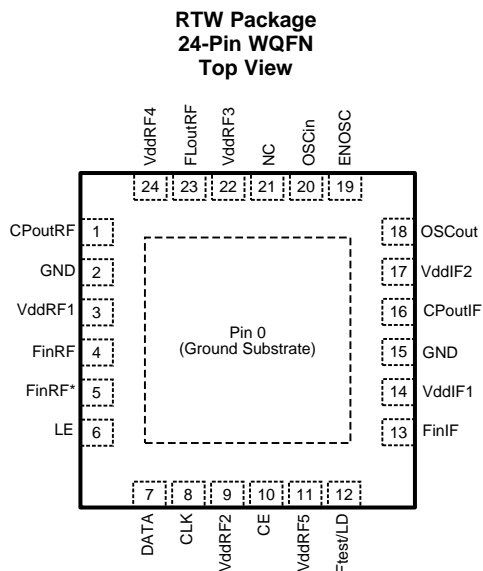 RTW Package
24-Pin WQFN
Top View
VddRF4
FLoutRF
VddRF3
NC
OSCin
ENOSC
24 23 22 21 20 19
CPoutRF 1
GND 2
VddRF1 3
FinRF 4
FinRF* 5
LE 6
Pin 0
(Ground Substrate)
18 OSCout
17 VddIF2
16 CPoutIF
15 GND
14 VddIF1
13 FinIF
7 8 9 10 11 12
DATA
CLK
VddRF2
CE
VddRF5
Ftest/LD